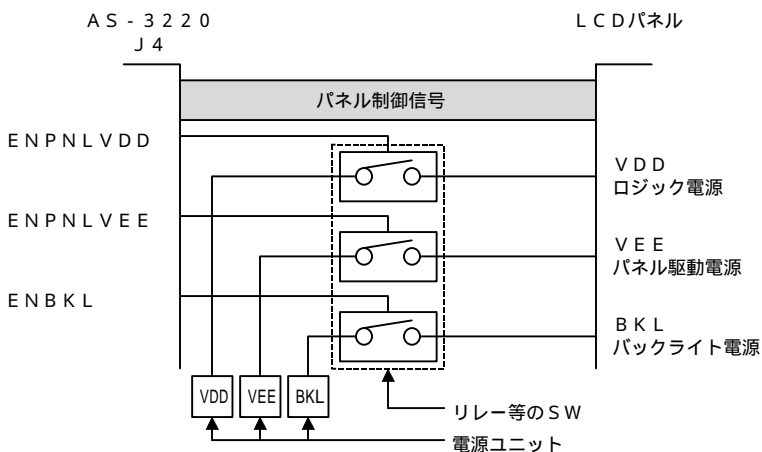 ＡＳ-３２２０
Ｊ４
ＬＣＤパネル
パネル制御信号
ＥＮＰＮＬＶＤＤ
ＶＤＤ
ロジック電源
ＥＮＰＮＬＶＥＥ
ＶＥＥ
パネル駆動電源
ＥＮＢＫＬ
ＢＫＬ
バックライト電源
VDD
VEE
BKL
リレー等のＳＷ
電源ユニット